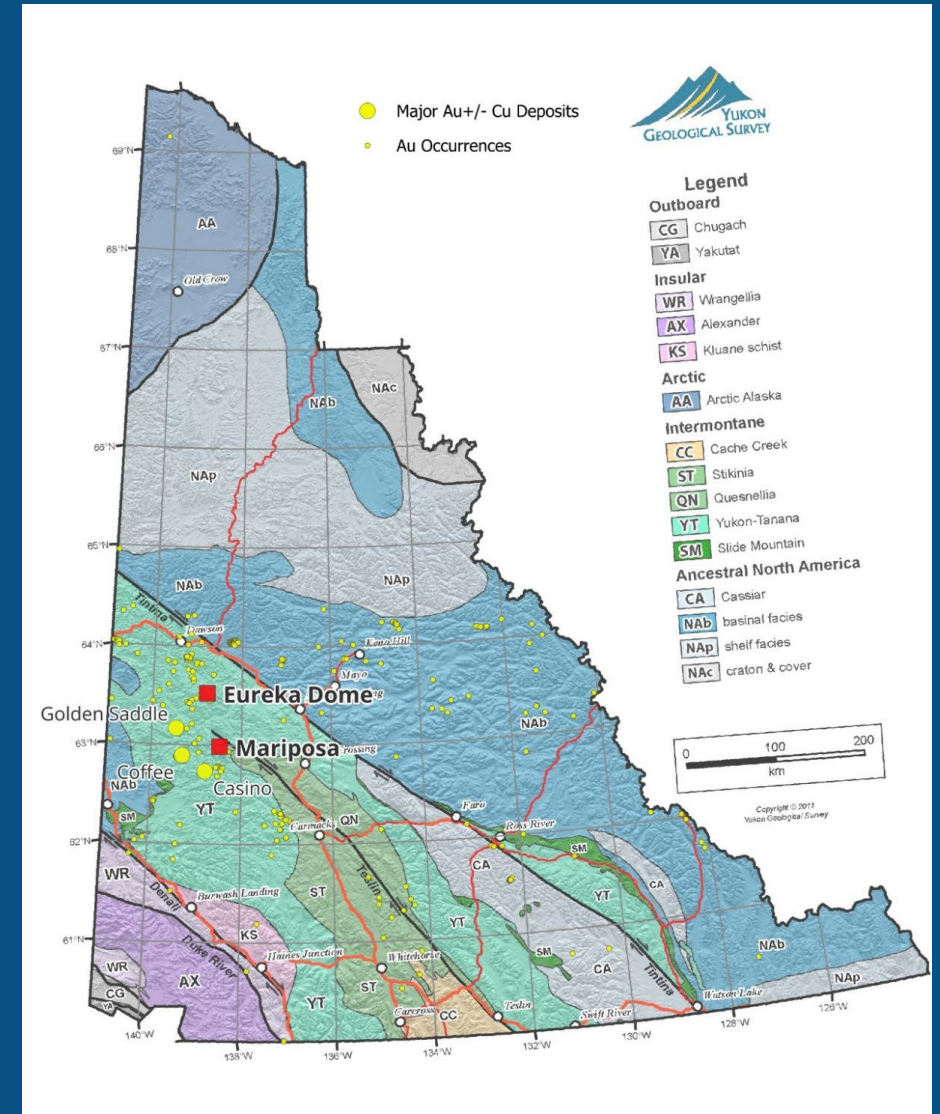 Major Au+/- Cu Deposits
Au Occurrences
YUKON
GEOLOGICAL SURVEY
Legend
Outboard
CG Chugach
YA Yakutat
Insular
WR Wrangellia
AX Alexander
KS Kluane schist
Arctic
AA Arctic Alaska
Intermontane
CC Cache Creek
ST Stikinia
QN Quesnellia
YT Yukon-Tanana
SM Slide Mountain
Ancestral North America
CA Cassiar
NAb basinal facies
NAp shelf facies
NAc craton & cover
0 100 200
km
Copyright © 2017
Yukon Geological Survey
69°N
AA
68°N
Old Crow
67°N
NAc
NAb
66°N
NAp
65°N
NAb
NAp
Tintina
Dawson
64°N
Keno Hill
Mayo
Eureka Dome
Golden Saddle
NAb
63°N
Mariposa
Coffee
Casino
NAb
SM
YT
QN
Carmacks
Faro
Ross River
62°N
SM
CA
CA
WR
Denali
Burwash Landing
ST
Teslin
YT
YT
61°N
KS
Duke River
Haines Junction
Whitehorse
SM
CA
Tintina
NAb
NAp
WR
AX
CG
YA
YT
ST
Carcross
CC
Teslin
Swift River
Watson Lake
140°W
138°W
136°W
134°W
132°W
130°W
128°W
126°W